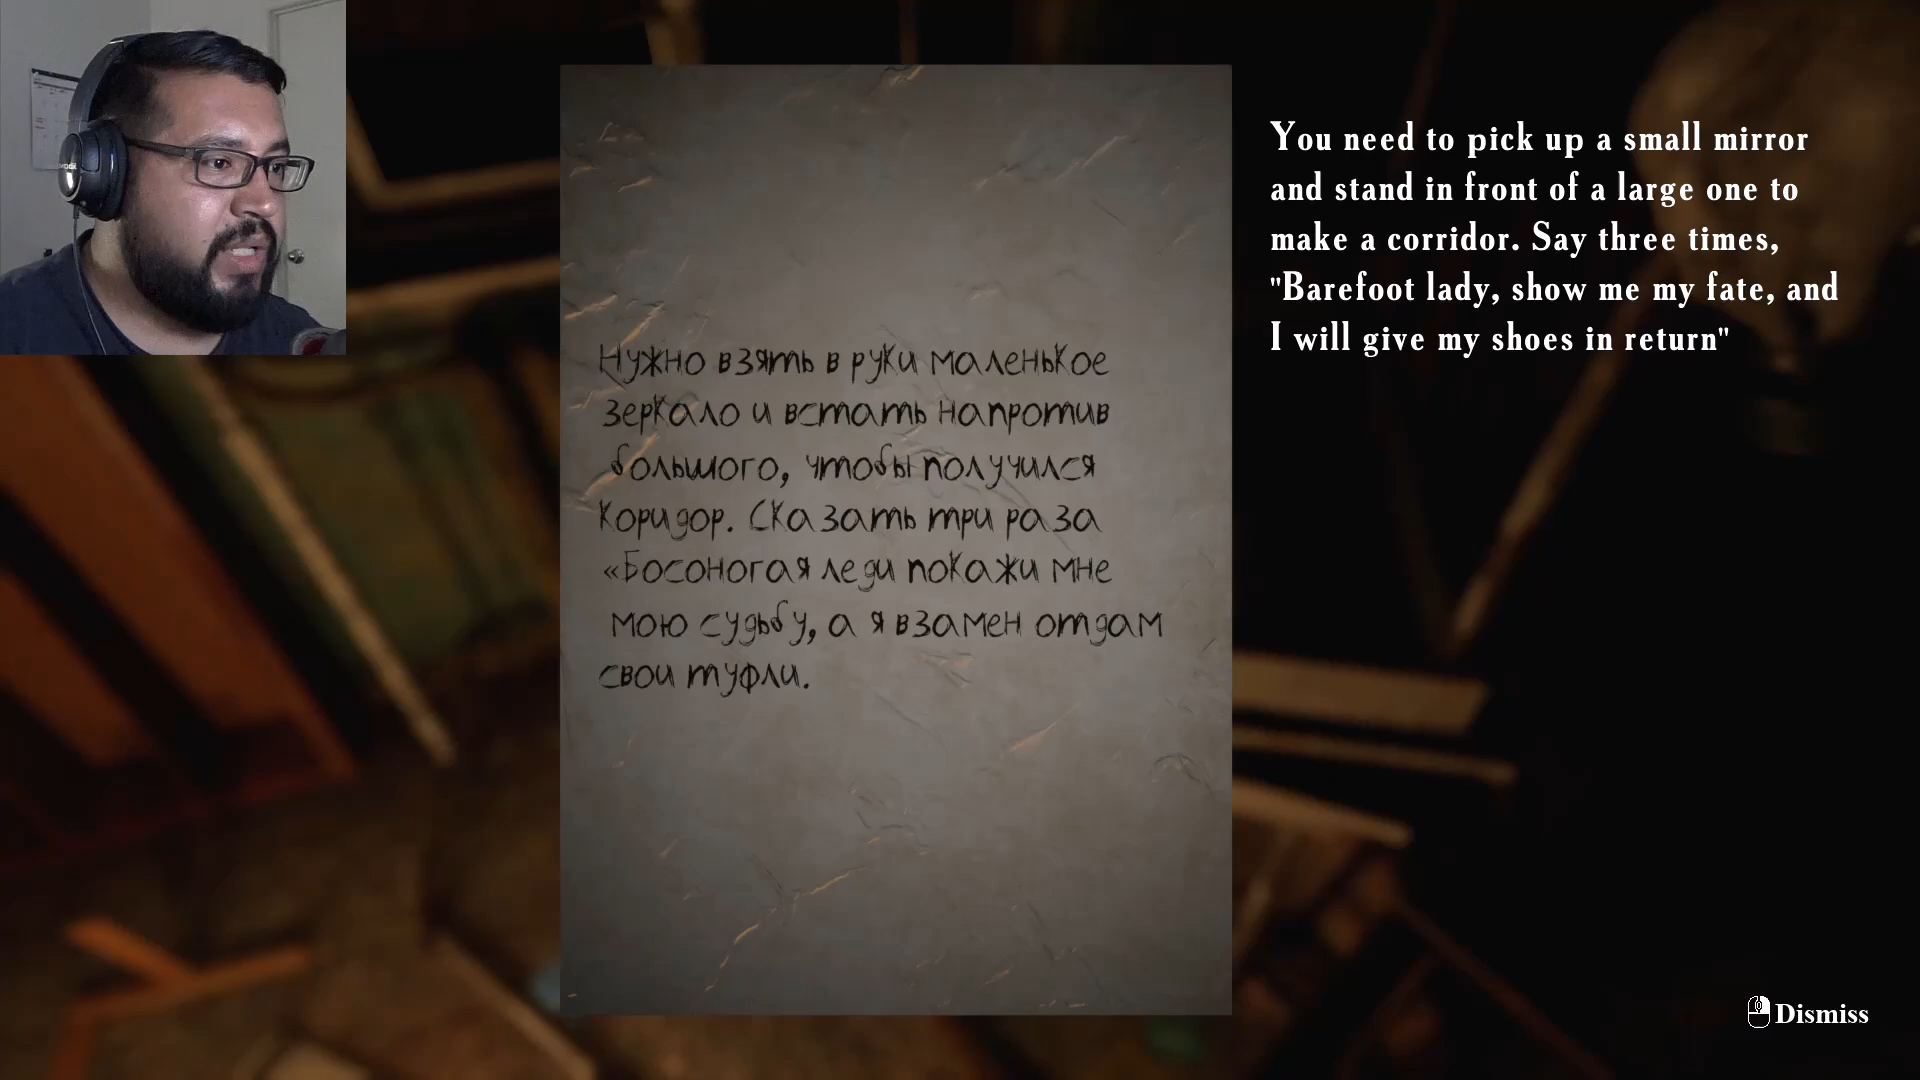 Нужно взять в руки маленькое
зеркало и встать напротив
большого, чтобы получился
коридор. Сказать три раза
«Босоногая леди покажи мне
мою судьбу, а я взамен отдам
свои туфли.
You need to pick up a small mirror
and stand in front of a large one to
make a corridor. Say three times,
"Barefoot lady, show me my fate, and
I will give my shoes in return"
Dismiss